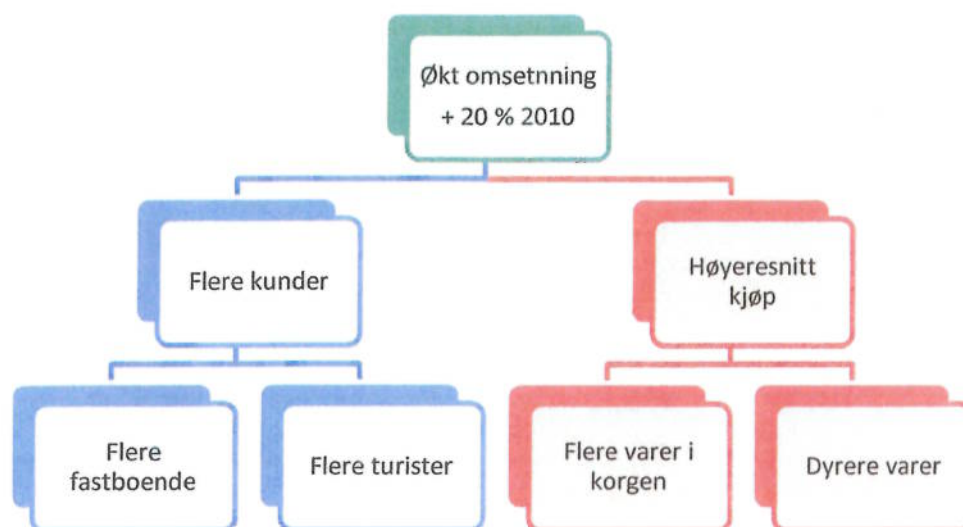 Økt omsetnning
+ 20 % 2010
Flere kunder
Høyeresnitt
kjøp
Flere
fastboende
Flere turister
Flere varer i
korgen
Dyrere varer